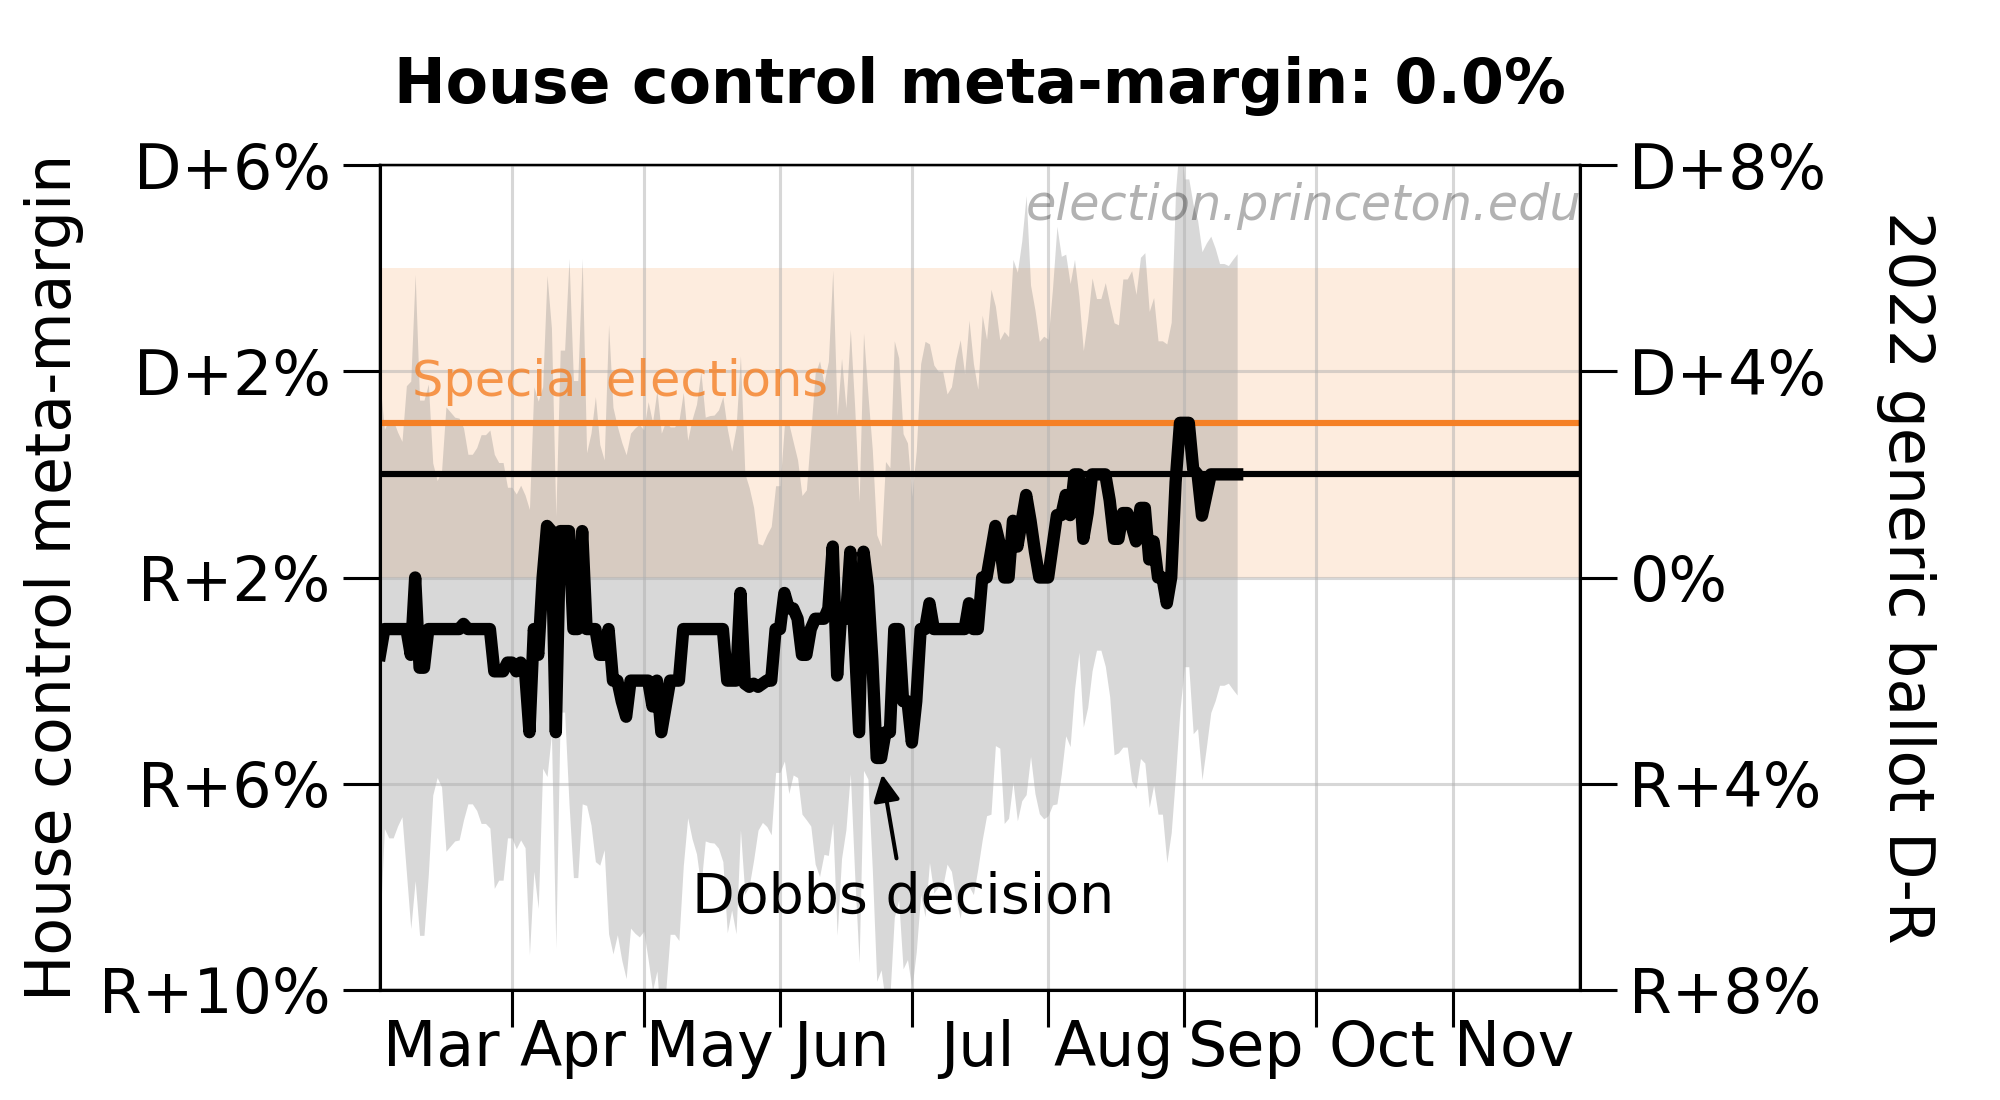 House control meta-margin: 0.0%
House control meta-margin
D+6%
D+2%
R+2%
R+6%
R+10%
election.princeton.edu
Special elections
Dobbs decision
D+8%
D+4%
0%
R+4%
R+8%
2022 generic ballot D-R
Mar Apr May Jun Jul Aug Sep Oct Nov